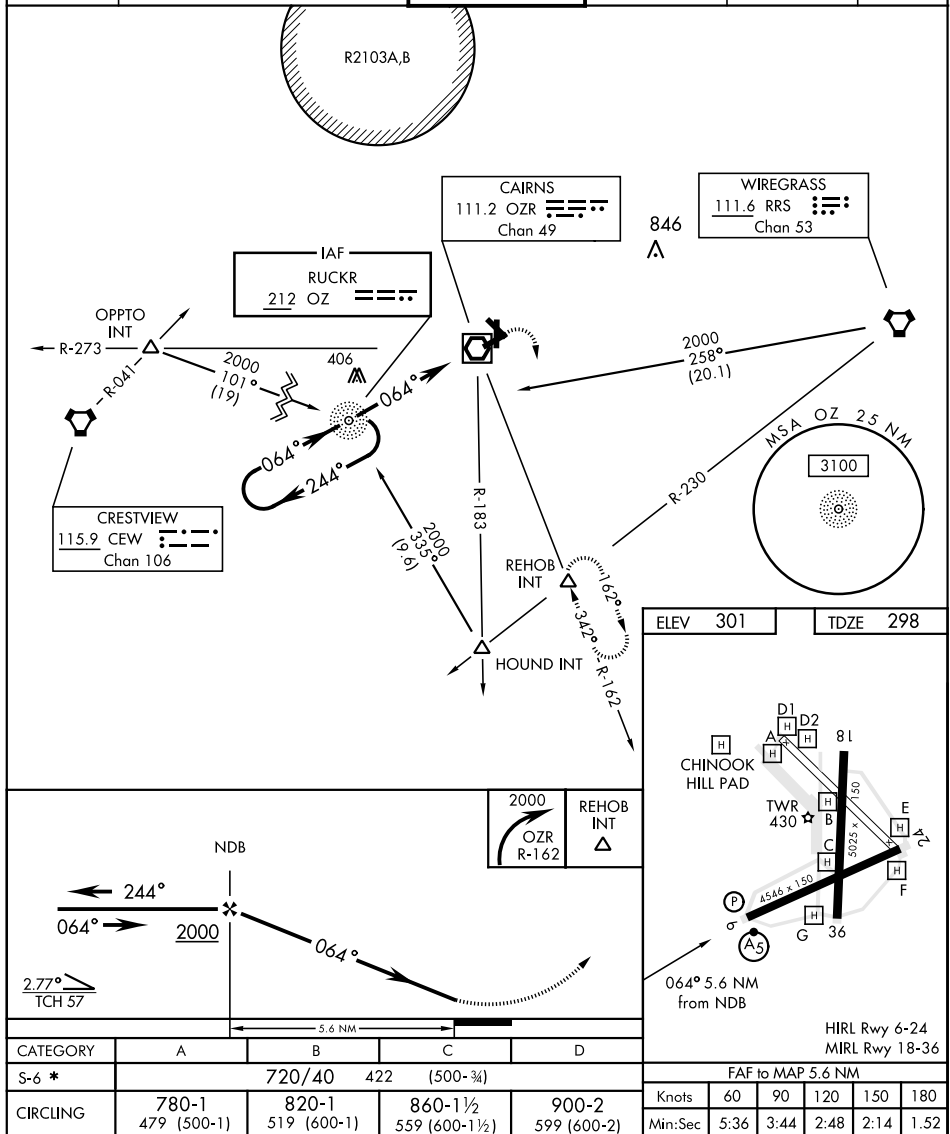 R2103A,B
CAIRNS
111.2 OZR
Chan 49
WIREGRASS
111.6 RRS
Chan 53
846
IAF
RUCKR
212 OZ
OPPTO
INT
R-273
R-041
2000
101°
(19)
406
064°
2000
258°
(20.1)
064°
244°
MSA OZ 25 NM
3100
R-230
R-183
CRESTVIEW
115.9 CEW
Chan 106
2000
335°
(9.6)
REHOB
INT
162°
342°
R-162
HOUND INT
ELEV 301
TDZE 298
D1
D2
H
H
A
H
H
18
CHINOOK
HILL PAD
TWR
430
H
B
5025 x 150
E
H
24
C
H
H
F
4546 x 150
P
6
A5
G
H
36
064° 5.6 NM
from NDB
HIRL Rwy 6-24
MIRL Rwy 18-36
2000
OZR
R-162
REHOB
INT
NDB
244°
064°
2000
064°
2.77°
TCH 57
5.6 NM
CATEGORY A B C D
S-6 * 720/40 422 (500-¾)
CIRCLING 780-1 479 (500-1) 820-1 519 (600-1) 860-1½ 559 (600-1½) 900-2 599 (600-2)
FAF to MAP 5.6 NM
Knots 60 90 120 150 180
Min:Sec 5:36 3:44 2:48 2:14 1.52